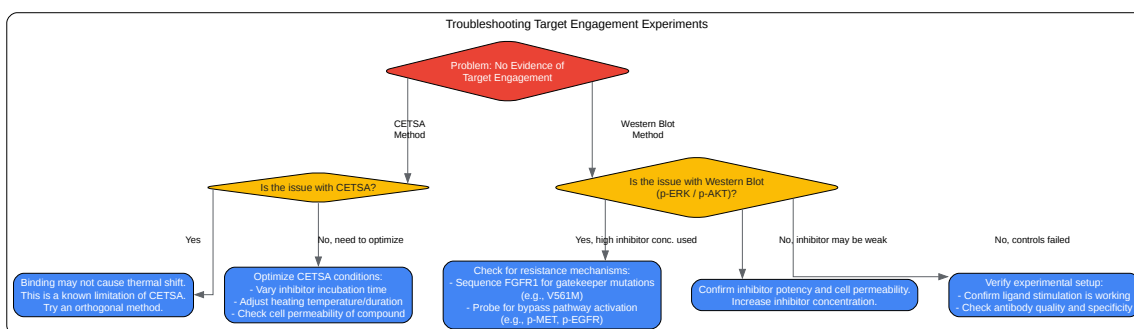 Troubleshooting Target Engagement Experiments
Problem: No Evidence of
Target Engagement
CETSA
Method
Western Blot
Method
Is the issue with CETSA?
Is the issue with Western Blot
(p-ERK / p-AKT)?
Yes
No, need to optimize
Yes, high inhibitor conc. used
No, inhibitor may be weak
No, controls failed
Binding may not cause thermal shift.
This is a known limitation of CETSA.
Try an orthogonal method.
Optimize CETSA conditions:
- Vary inhibitor incubation time
- Adjust heating temperature/duration
- Check cell permeability of compound
Check for resistance mechanisms:
- Sequence FGFR1 for gatekeeper mutations
(e.g., V561M)
- Probe for bypass pathway activation
(e.g., p-MET, p-EGFR)
Confirm inhibitor potency and cell permeability.
Increase inhibitor concentration.
Verify experimental setup:
- Confirm ligand stimulation is working
- Check antibody quality and specificity